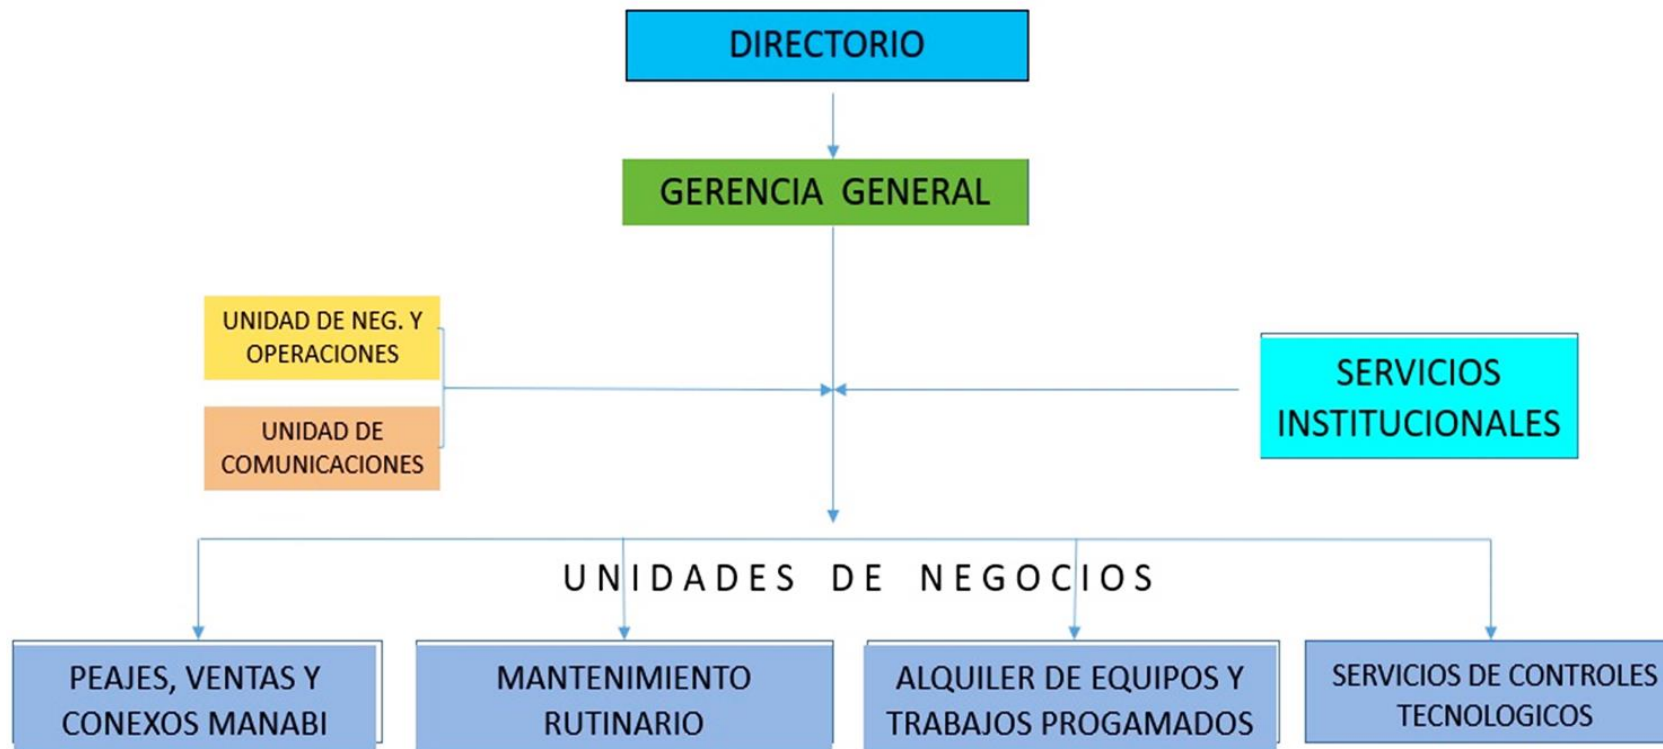 DIRECTORIO
GERENCIA GENERAL
UNIDAD DE NEG. Y
OPERACIONES
UNIDAD DE
COMUNICACIONES
SERVICIOS
INSTITUCIONALES
UNIDADES DE NEGOCIOS
PEAJES, VENTAS Y
CONEXOS MANABI
MANTENIMIENTO
RUTINARIO
ALQUILER DE EQUIPOS Y
TRABAJOS PROGAMADOS
SERVICIOS DE CONTROLES
TECNOLOGICOS